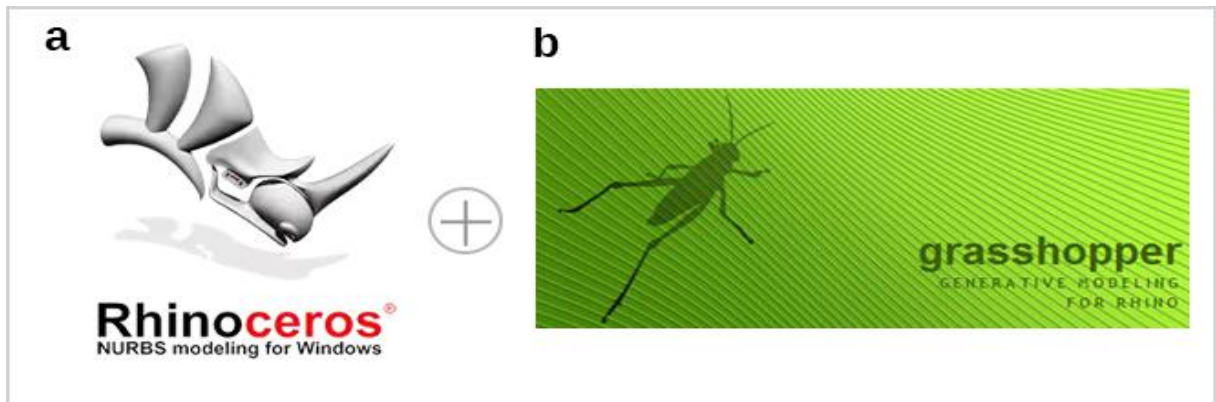 a
b
Rhinoceros®
NURBS modeling for Windows
grasshopper
GENERATIVE MODELING
FOR RHINO